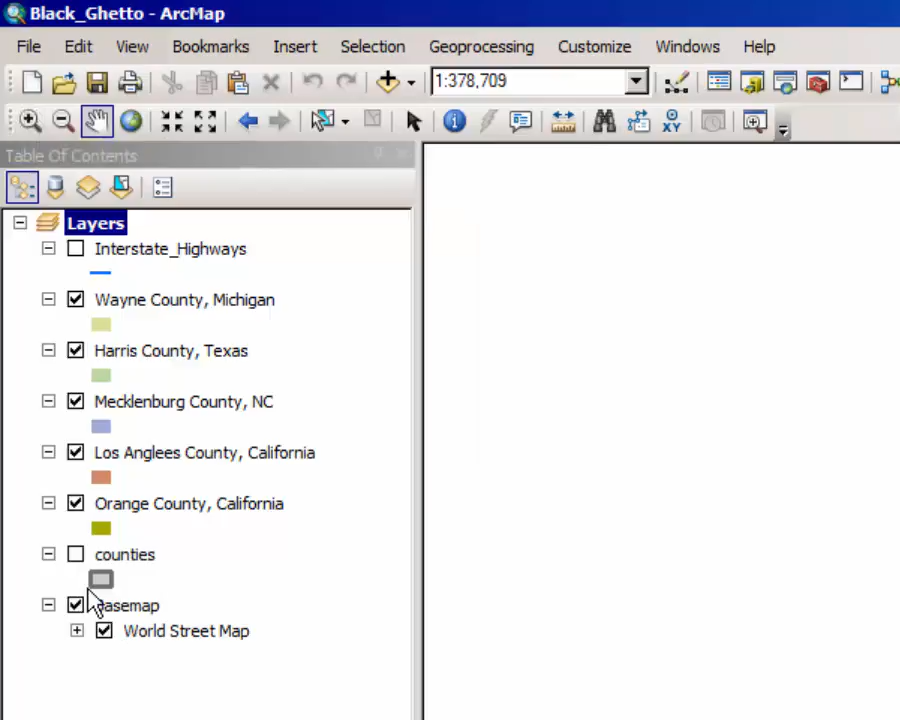 Black_Ghetto - ArcMap
File Edit View Bookmarks Insert Selection Geoprocessing Customize Windows Help
1:378,709
XY
Table Of Contents
Layers
Interstate_Highways
Wayne County, Michigan
Harris County, Texas
Mecklenburg County, NC
Los Anglees County, California
Orange County, California
counties
asemap
World Street Map